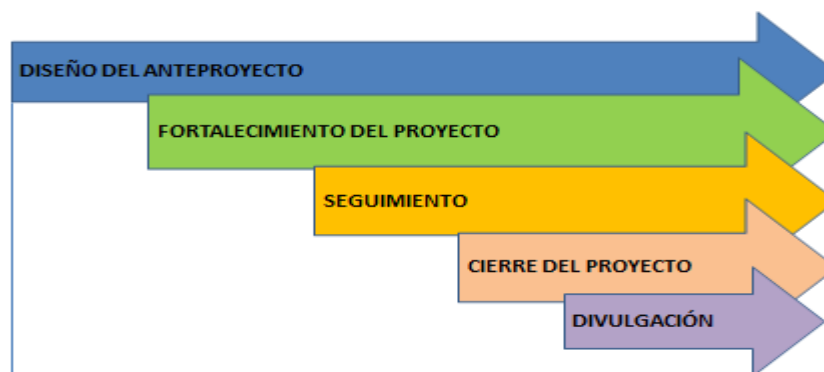 DISEÑO DEL ANTEPROYECTO
FORTALECIMIENTO DEL PROYECTO
SEGUIMIENTO
CIERRE DEL PROYECTO
DIVULGACIÓN